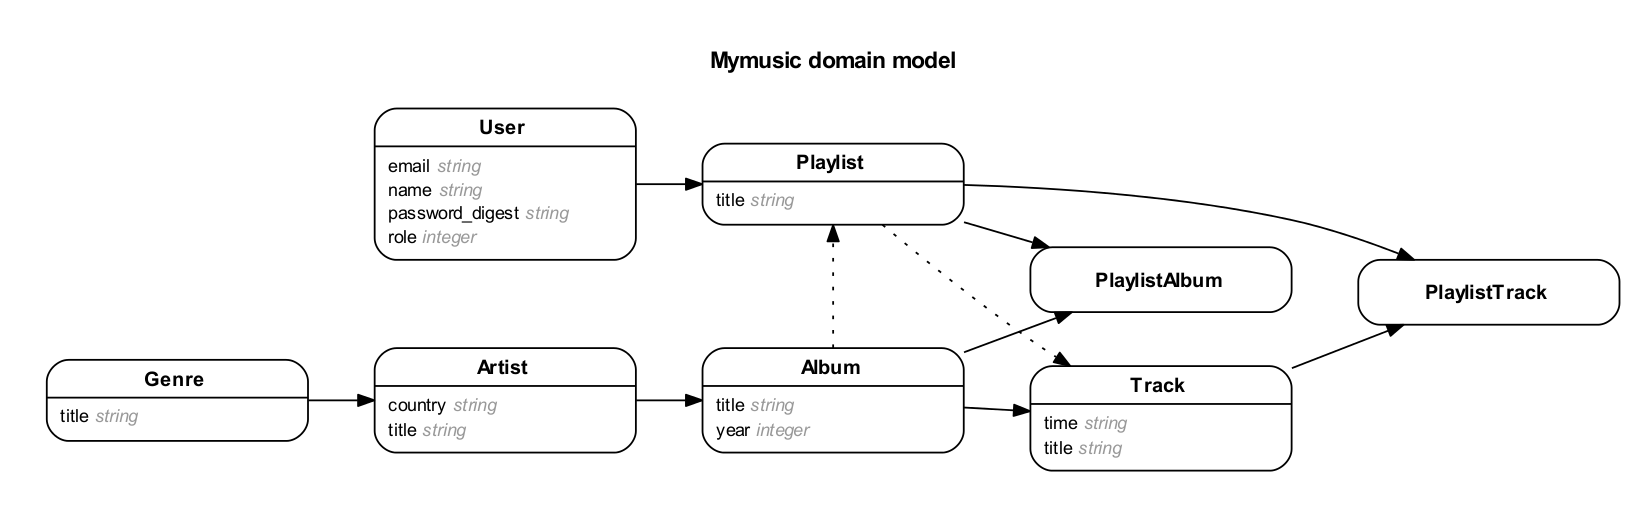 Mymusic domain model
User
email string
name string
password_digest string
role integer
Playlist
title string
PlaylistAlbum
PlaylistTrack
Genre
title string
Artist
country string
title string
Album
title string
year integer
Track
time string
title string